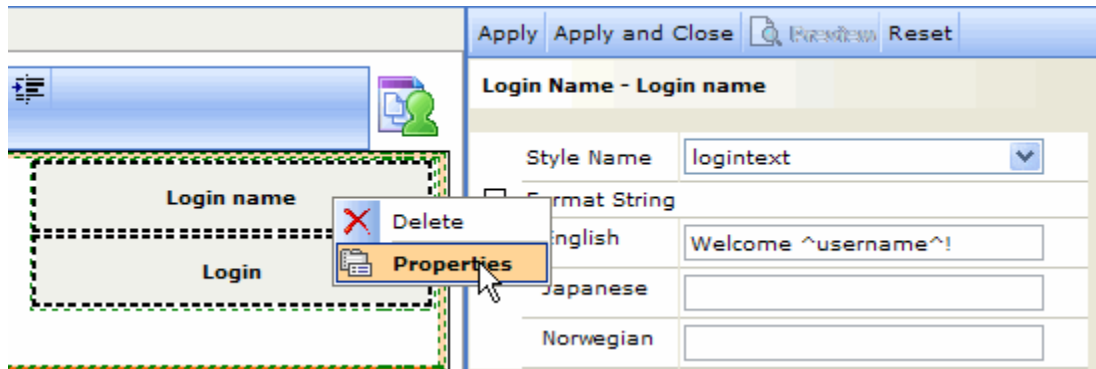 Apply Apply and Close Preview Reset
Login Name - Login name
Style Name logintext
Format String
English Welcome ^username^!
Japanese
Norwegian
Login name
Login
Delete
Properties